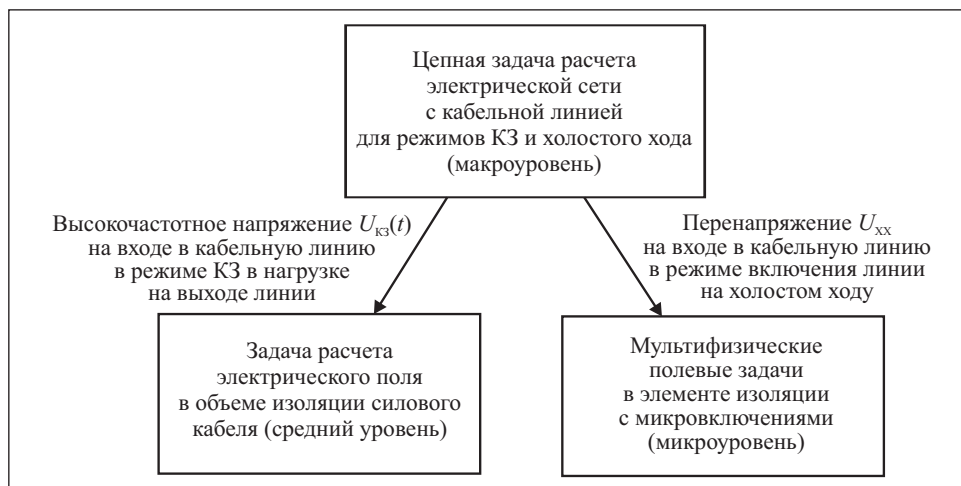 Цепная задача расчета
электрической сети
с кабельной линией
для режимов КЗ и холостого хода
(макроуровень)
Высокочастотное напряжение U_КЗ(t)
на входе в кабельную линию
в режиме КЗ в нагрузке
на выходе линии
Перенапряжение U_ХХ
на входе в кабельную линию
в режиме включения линии
на холостом ходу
Задача расчета
электрического поля
в объеме изоляции силового
кабеля (средний уровень)
Мультифизические
полевые задачи
в элементе изоляции
с микровключениями
(микроуровень)